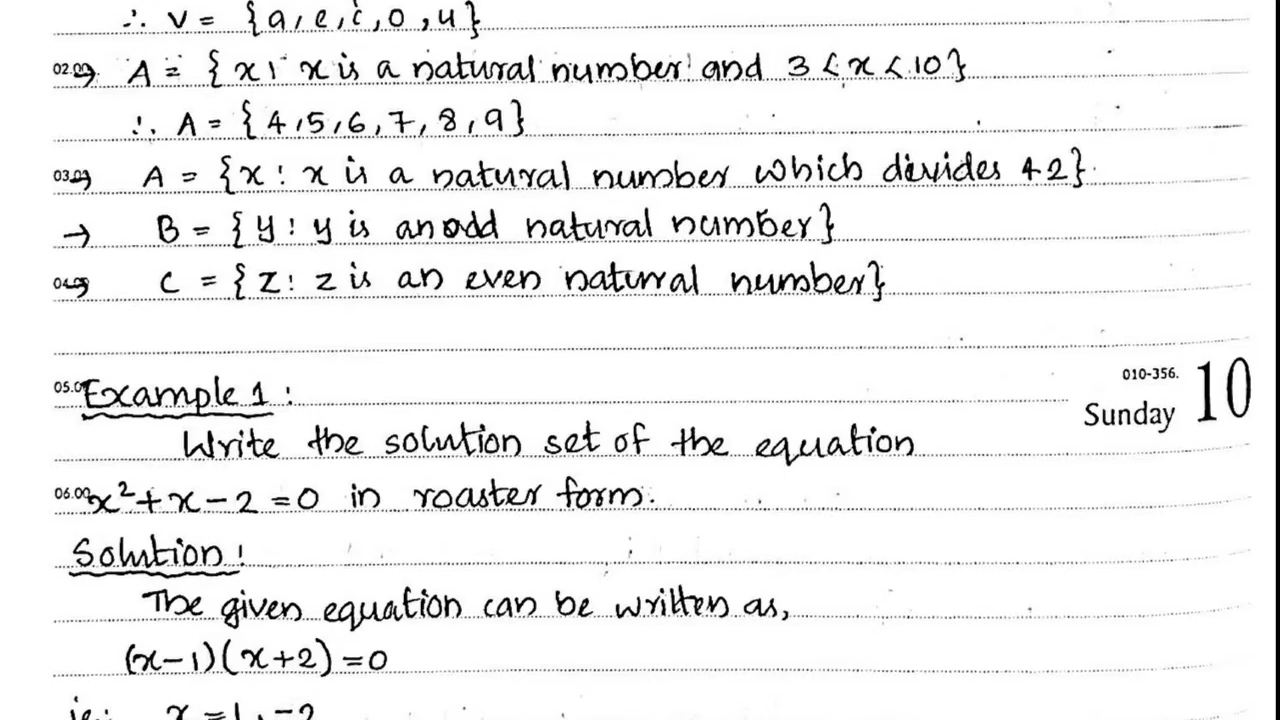 ∴ V = {a, e, i, o, u}
02.00 → A = {x : x is a natural number and 3 < x < 10}
∴ A = {4, 5, 6, 7, 8, 9}
03.00 → A = {x : x is a natural number which divides 42}.
→ B = {y : y is an odd natural number}
04.00 → C = {z : z is an even natural number}
010-356. 10
Sunday
05.00 Example 1 :
Write the solution set of the equation
06.00 x² + x - 2 = 0 in roaster form.
Solution :
The given equation can be written as,
(x-1)(x+2) = 0
ie; x = 1, -2